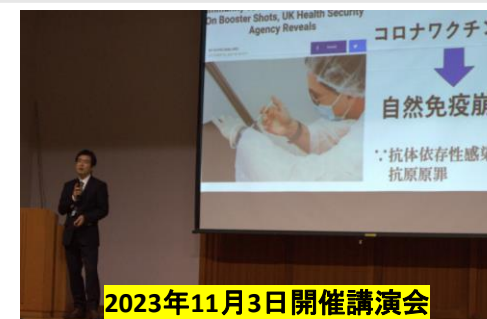 On Booster Shots, UK Health Security
Agency Reveals
コロナワクチン
自然免疫崩
∵抗体依存性感染
抗原原罪
2023年11月3日開催講演会